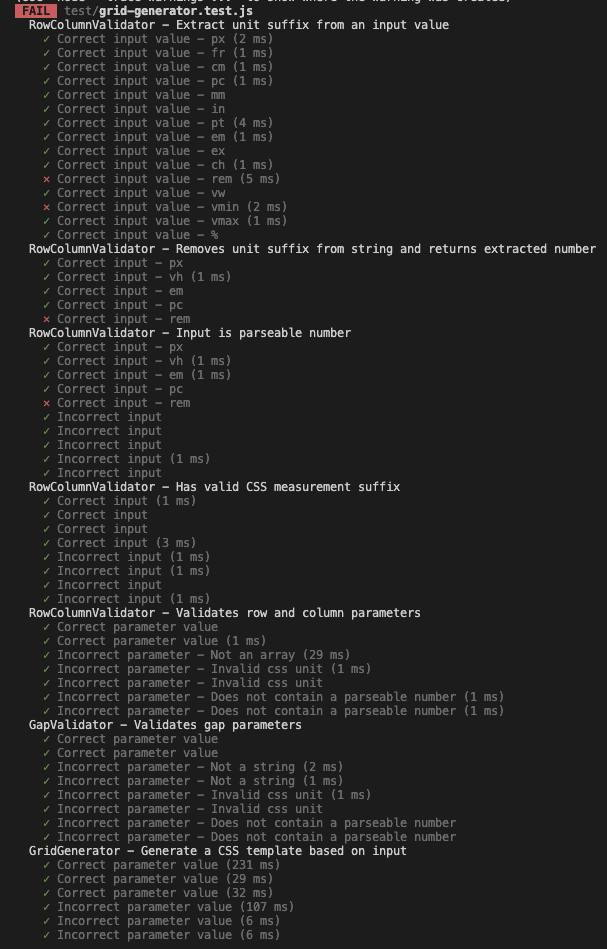 FAIL test/grid-generator.test.js
RowColumnValidator – Extract unit suffix from an input value
✓ Correct input value – px (2 ms)
✓ Correct input value – fr (1 ms)
✓ Correct input value – cm (1 ms)
✓ Correct input value – pc (1 ms)
✓ Correct input value – mm
✓ Correct input value – in
✓ Correct input value – pt (4 ms)
✓ Correct input value – em (1 ms)
✓ Correct input value – ex
✓ Correct input value – ch (1 ms)
✕ Correct input value – rem (5 ms)
✓ Correct input value – vw
✕ Correct input value – vmin (2 ms)
✓ Correct input value – vmax (1 ms)
✓ Correct input value – %
RowColumnValidator – Removes unit suffix from string and returns extracted number
✓ Correct input – px
✓ Correct input – vh (1 ms)
✓ Correct input – em
✓ Correct input – pc
✕ Correct input – rem
RowColumnValidator – Input is parseable number
✓ Correct input – px
✓ Correct input – vh (1 ms)
✓ Correct input – em (1 ms)
✓ Correct input – pc
✕ Correct input – rem
✓ Incorrect input
✓ Incorrect input
✓ Incorrect input
✓ Incorrect input (1 ms)
✓ Incorrect input
RowColumnValidator – Has valid CSS measurement suffix
✓ Correct input (1 ms)
✓ Correct input
✓ Correct input
✓ Correct input (3 ms)
✓ Incorrect input (1 ms)
✓ Incorrect input (1 ms)
✓ Incorrect input
✓ Incorrect input (1 ms)
RowColumnValidator – Validates row and column parameters
✓ Correct parameter value
✓ Correct parameter value (1 ms)
✓ Incorrect parameter – Not an array (29 ms)
✓ Incorrect parameter – Invalid css unit (1 ms)
✓ Incorrect parameter – Invalid css unit
✓ Incorrect parameter – Does not contain a parseable number (1 ms)
✓ Incorrect parameter – Does not contain a parseable number (1 ms)
GapValidator – Validates gap parameters
✓ Correct parameter value
✓ Correct parameter value
✓ Incorrect parameter – Not a string (2 ms)
✓ Incorrect parameter – Not a string (1 ms)
✓ Incorrect parameter – Invalid css unit (1 ms)
✓ Incorrect parameter – Invalid css unit
✓ Incorrect parameter – Does not contain a parseable number
✓ Incorrect parameter – Does not contain a parseable number
GridGenerator – Generate a CSS template based on input
✓ Correct parameter value (231 ms)
✓ Correct parameter value (29 ms)
✓ Correct parameter value (32 ms)
✓ Incorrect parameter value (107 ms)
✓ Incorrect parameter value (6 ms)
✓ Incorrect parameter value (6 ms)